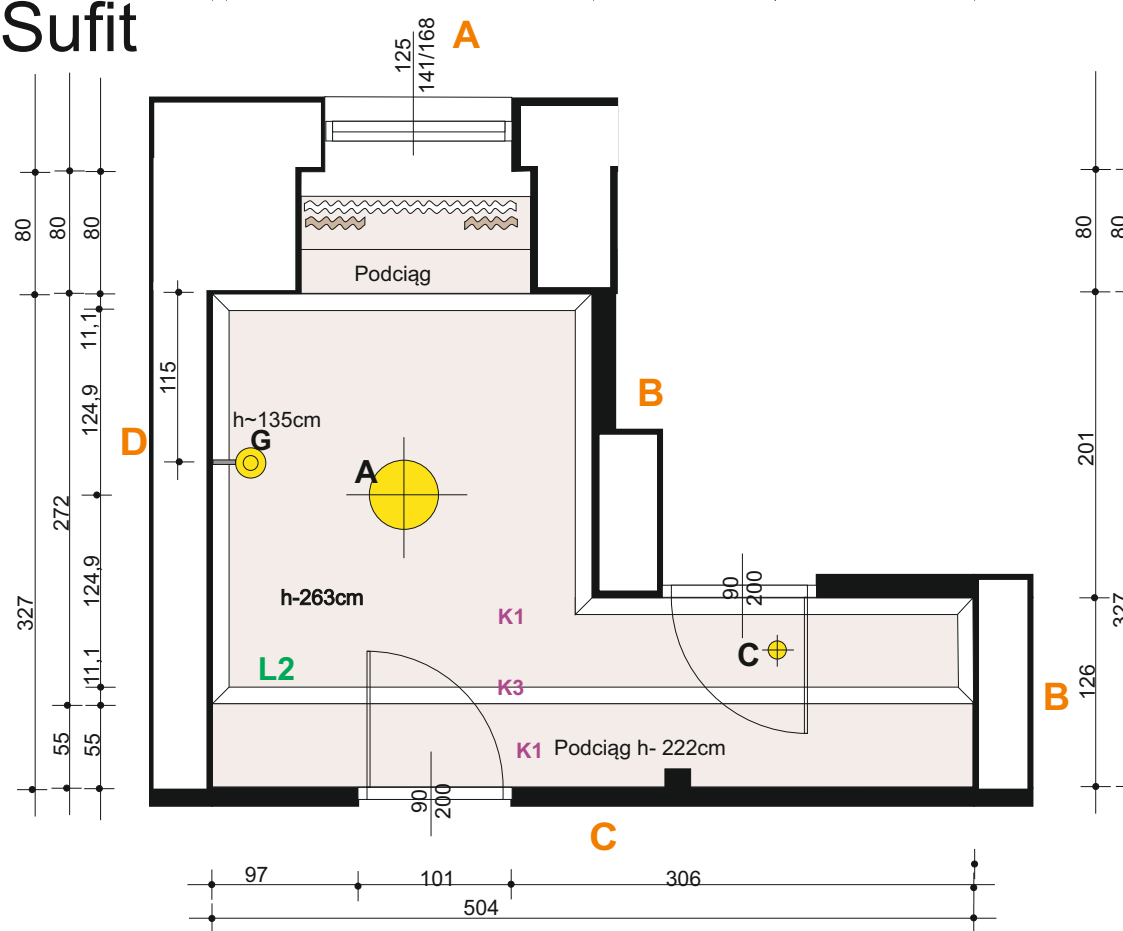 Sufit
A
125
141/168
80
80
80
80
80
Podciąg
11,1
115
124,9
h~135cm
G
D
A
B
201
272
124,9
h-263cm
90
200
K1
327
327
11,1
L2
K3
C
126
B
55
55
K1 Podciąg h- 222cm
90
200
C
97
101
306
504